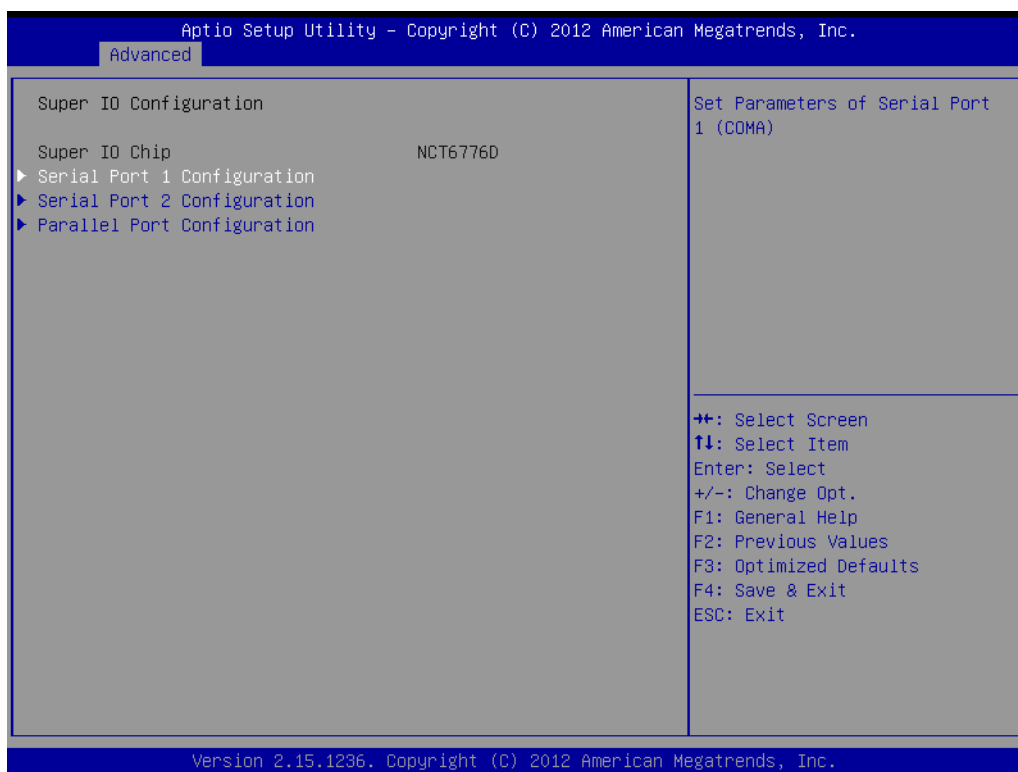 Aptio Setup Utility – Copyright (C) 2012 American Megatrends, Inc.
Advanced
Super IO Configuration
Super IO Chip NCT6776D
Serial Port 1 Configuration
Serial Port 2 Configuration
Parallel Port Configuration
Set Parameters of Serial Port
1 (COMA)
→←: Select Screen
↑↓: Select Item
Enter: Select
+/-: Change Opt.
F1: General Help
F2: Previous Values
F3: Optimized Defaults
F4: Save & Exit
ESC: Exit
Version 2.15.1236. Copyright (C) 2012 American Megatrends, Inc.